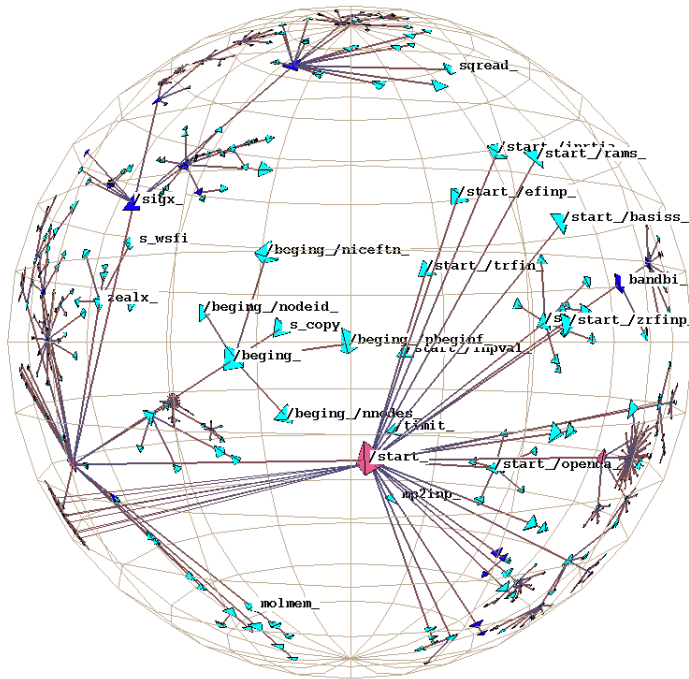 sqread_
/start_/inrtia_
/start_/rams_
/start_/efinp_
/sigx_
/start_/basiss_
s_wsfi
/beging_/niceftn_
/start_/trfin_
bandbi_
zealx_
/beging_/nodeid_
s_copy
/start_/zrfinp_
/beging_/pbeginf_
/start_/inpval_
/beging_
/beging_/nnodes_
timit_
/start_
/start_/openda_
mp2inp_
molmem_